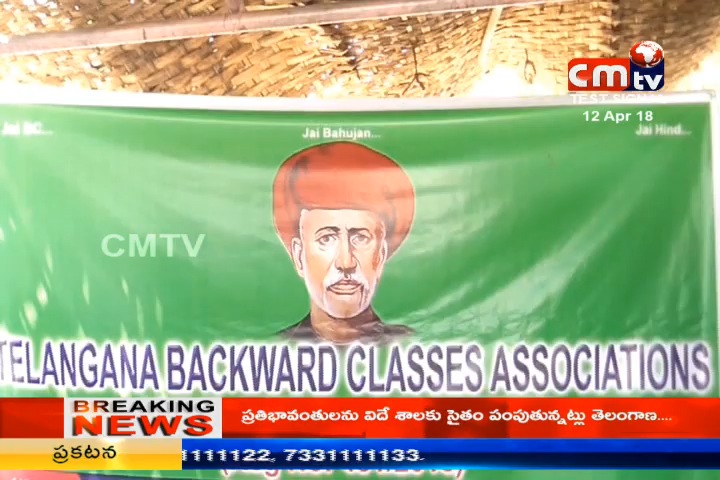 cmtv
TEST SIGNAL
12 Apr 18
Jai BC...
Jai Bahujan...
Jai Hind...
CMTV
TELANGANA BACKWARD CLASSES ASSOCIATIONS
BREAKING
NEWS
ప్రతిభావంతులను విదే శాలకు సైతం పంపుతున్నట్లు తెలంగాణ....
ప్రకటన
1111122, 7331111133.